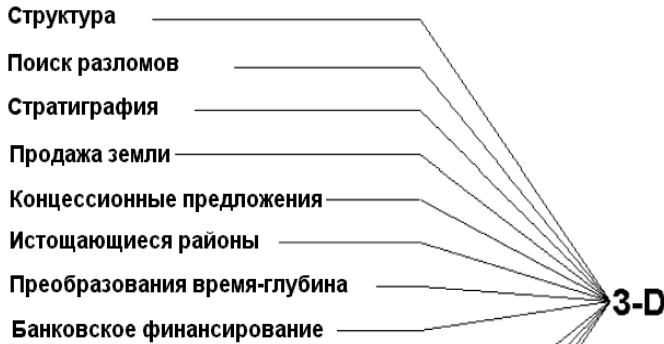 Структура
Поиск разломов
Стратиграфия
Продажа земли
Концессионные предложения
Истощающиеся районы
Преобразования время-глубина
3-D
Банковское финансирование